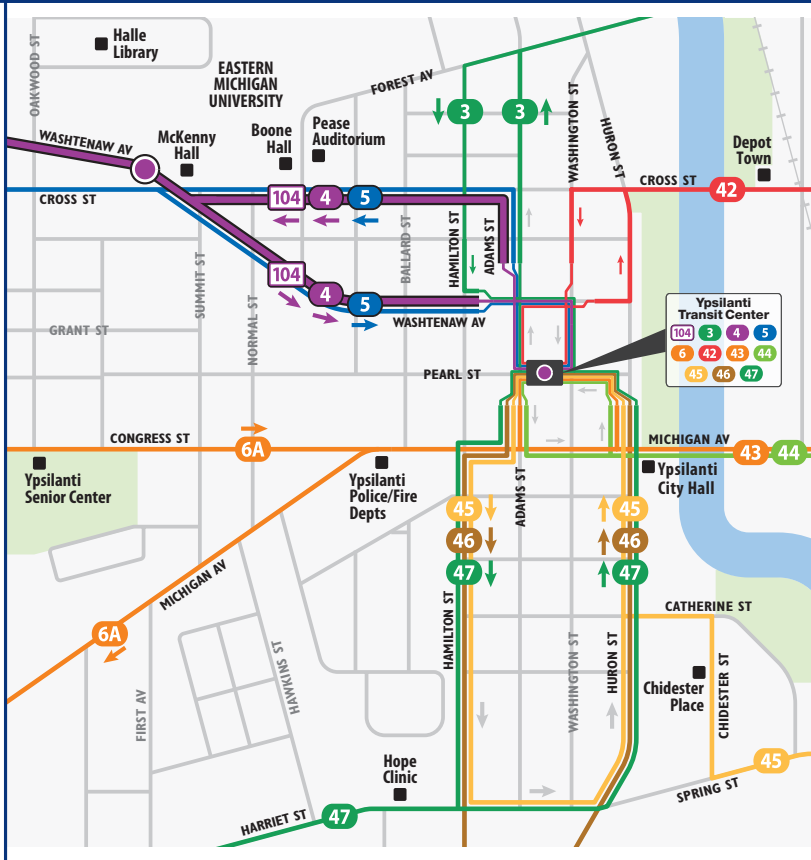 Halle
Library
OAKWOOD ST
EASTERN
MICHIGAN
UNIVERSITY
FOREST AV
3
3
WASHINGTON ST
HURON ST
WASHTENAW AV
McKenny
Hall
Boone
Hall
Pease
Auditorium
Depot
Town
CROSS ST
104
4
5
CROSS ST
42
HAMILTON ST
ADAMS ST
BALLARD ST
SUMMIT ST
NORMAL ST
104
4
5
WASHTENAW AV
GRANT ST
Ypsilanti
Transit Center
104
3
4
5
6
42
43
44
45
46
47
PEARL ST
CONGRESS ST
6A
MICHIGAN AV
43
44
Ypsilanti
Senior Center
Ypsilanti
Police/Fire
Depts
ADAMS ST
Ypsilanti
City Hall
45
45
46
46
47
47
MICHIGAN AV
6A
HAMILTON ST
WASHINGTON ST
HURON ST
CATHERINE ST
CHIDESTER ST
Chidester
Place
FIRST AV
HAWKINS ST
Hope
Clinic
45
SPRING ST
HARRIET ST
47